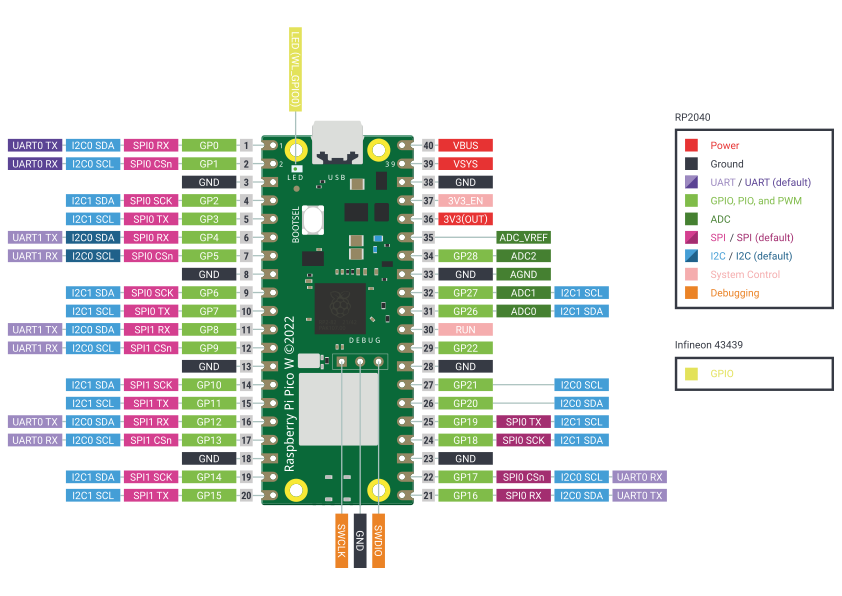 LED (WL_GPIO0)
UART0 TX I2C0 SDA SPI0 RX GP0 1
UART0 RX I2C0 SCL SPI0 CSn GP1 2
GND 3
I2C1 SDA SPI0 SCK GP2 4
I2C1 SCL SPI0 TX GP3 5
UART1 TX I2C0 SDA SPI0 RX GP4 6
UART1 RX I2C0 SCL SPI0 CSn GP5 7
GND 8
I2C1 SDA SPI0 SCK GP6 9
I2C1 SCL SPI0 TX GP7 10
UART1 TX I2C0 SDA SPI1 RX GP8 11
UART1 RX I2C0 SCL SPI1 CSn GP9 12
GND 13
I2C1 SDA SPI1 SCK GP10 14
I2C1 SCL SPI1 TX GP11 15
UART0 TX I2C0 SDA SPI1 RX GP12 16
UART0 RX I2C0 SCL SPI1 CSn GP13 17
GND 18
I2C1 SDA SPI1 SCK GP14 19
I2C1 SCL SPI1 TX GP15 20
1
2
39
LED
USB
BOOTSEL
DEBUG
Raspberry Pi Pico W ©2022
SWCLK
GND
SWDIO
40 VBUS
39 VSYS
38 GND
37 3V3_EN
36 3V3(OUT)
35 ADC_VREF
34 GP28 ADC2
33 GND AGND
32 GP27 ADC1 I2C1 SCL
31 GP26 ADC0 I2C1 SDA
30 RUN
29 GP22
28 GND
27 GP21 I2C0 SCL
26 GP20 I2C0 SDA
25 GP19 SPI0 TX I2C1 SCL
24 GP18 SPI0 SCK I2C1 SDA
23 GND
22 GP17 SPI0 CSn I2C0 SCL UART0 RX
21 GP16 SPI0 RX I2C0 SDA UART0 TX
RP2040
Power
Ground
UART / UART (default)
GPIO, PIO, and PWM
ADC
SPI / SPI (default)
I2C / I2C (default)
System Control
Debugging
Infineon 43439
GPIO